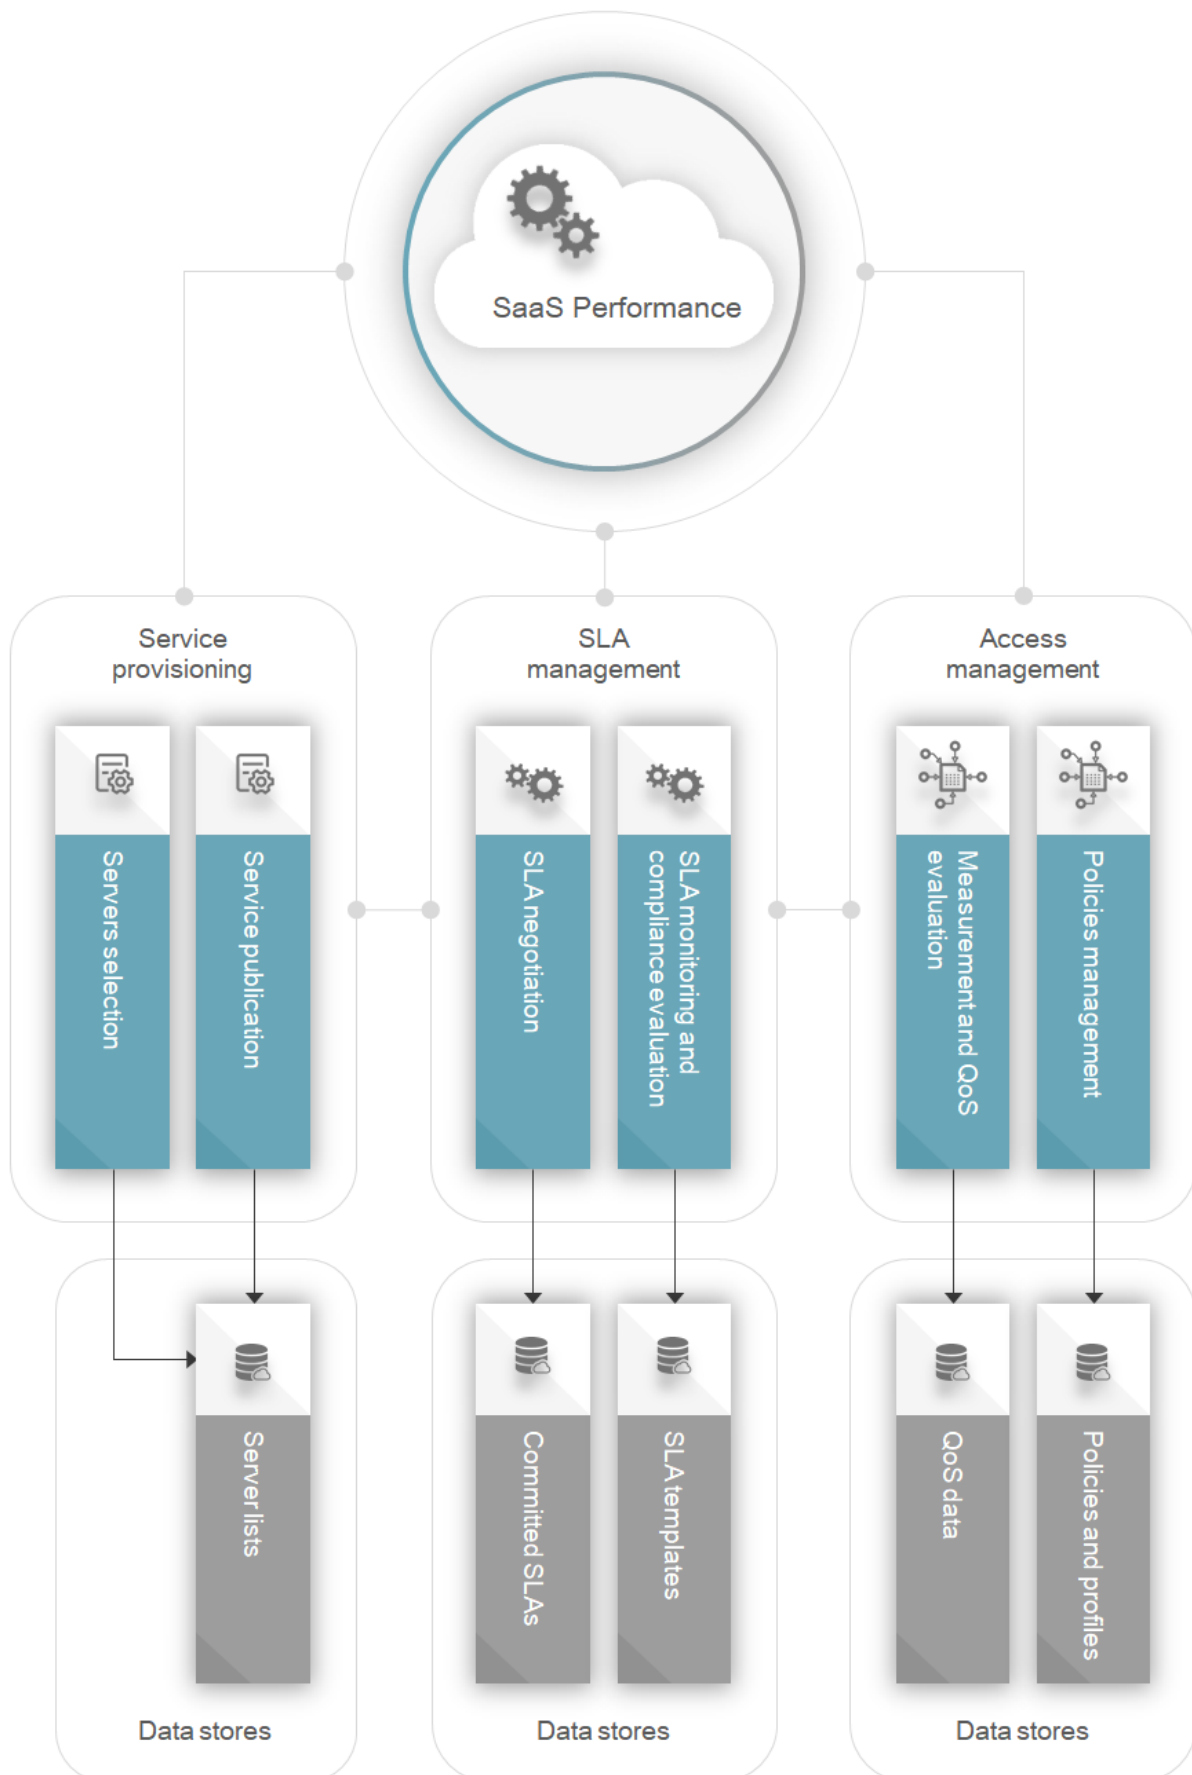 SaaS Performance
Service
provisioning
SLA
management
Access
management
Servers selection
Service publication
SLA negotiation
SLA monitoring and
compliance evaluation
Measurement and QoS
evaluation
Policies management
Server lists
Committed SLAs
SLA templates
QoS data
Policies and profiles
Data stores
Data stores
Data stores